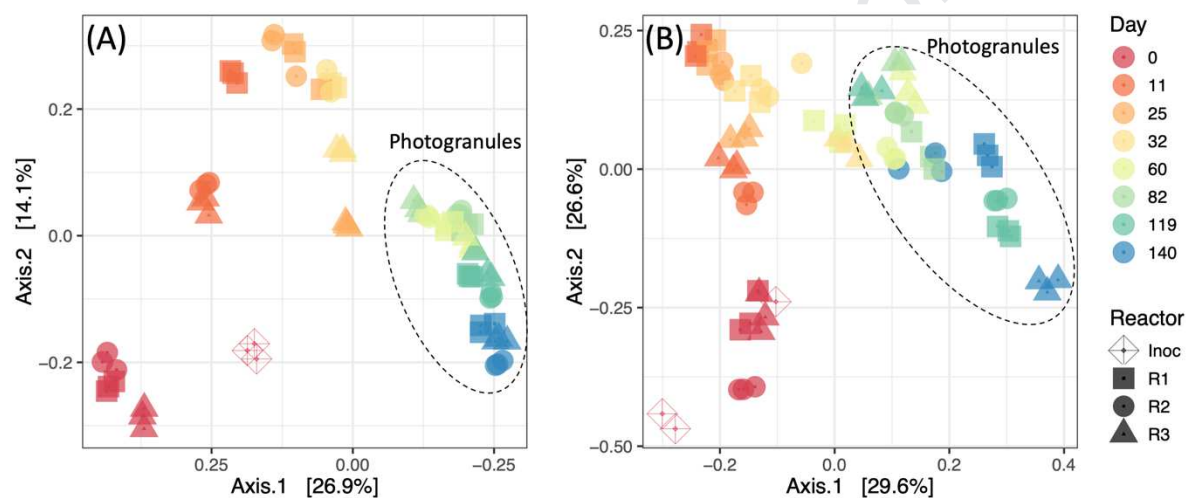 (A)
Photogranules
0.2
0.0
−0.2
Axis.2 [14.1%]
0.25
0.00
−0.25
Axis.1 [26.9%]
(B)
Photogranules
0.25
0.00
−0.25
−0.50
Axis.2 [26.6%]
−0.2
0.0
0.2
0.4
Axis.1 [29.6%]
Day
0
11
25
32
60
82
119
140
Reactor
Inoc
R1
R2
R3